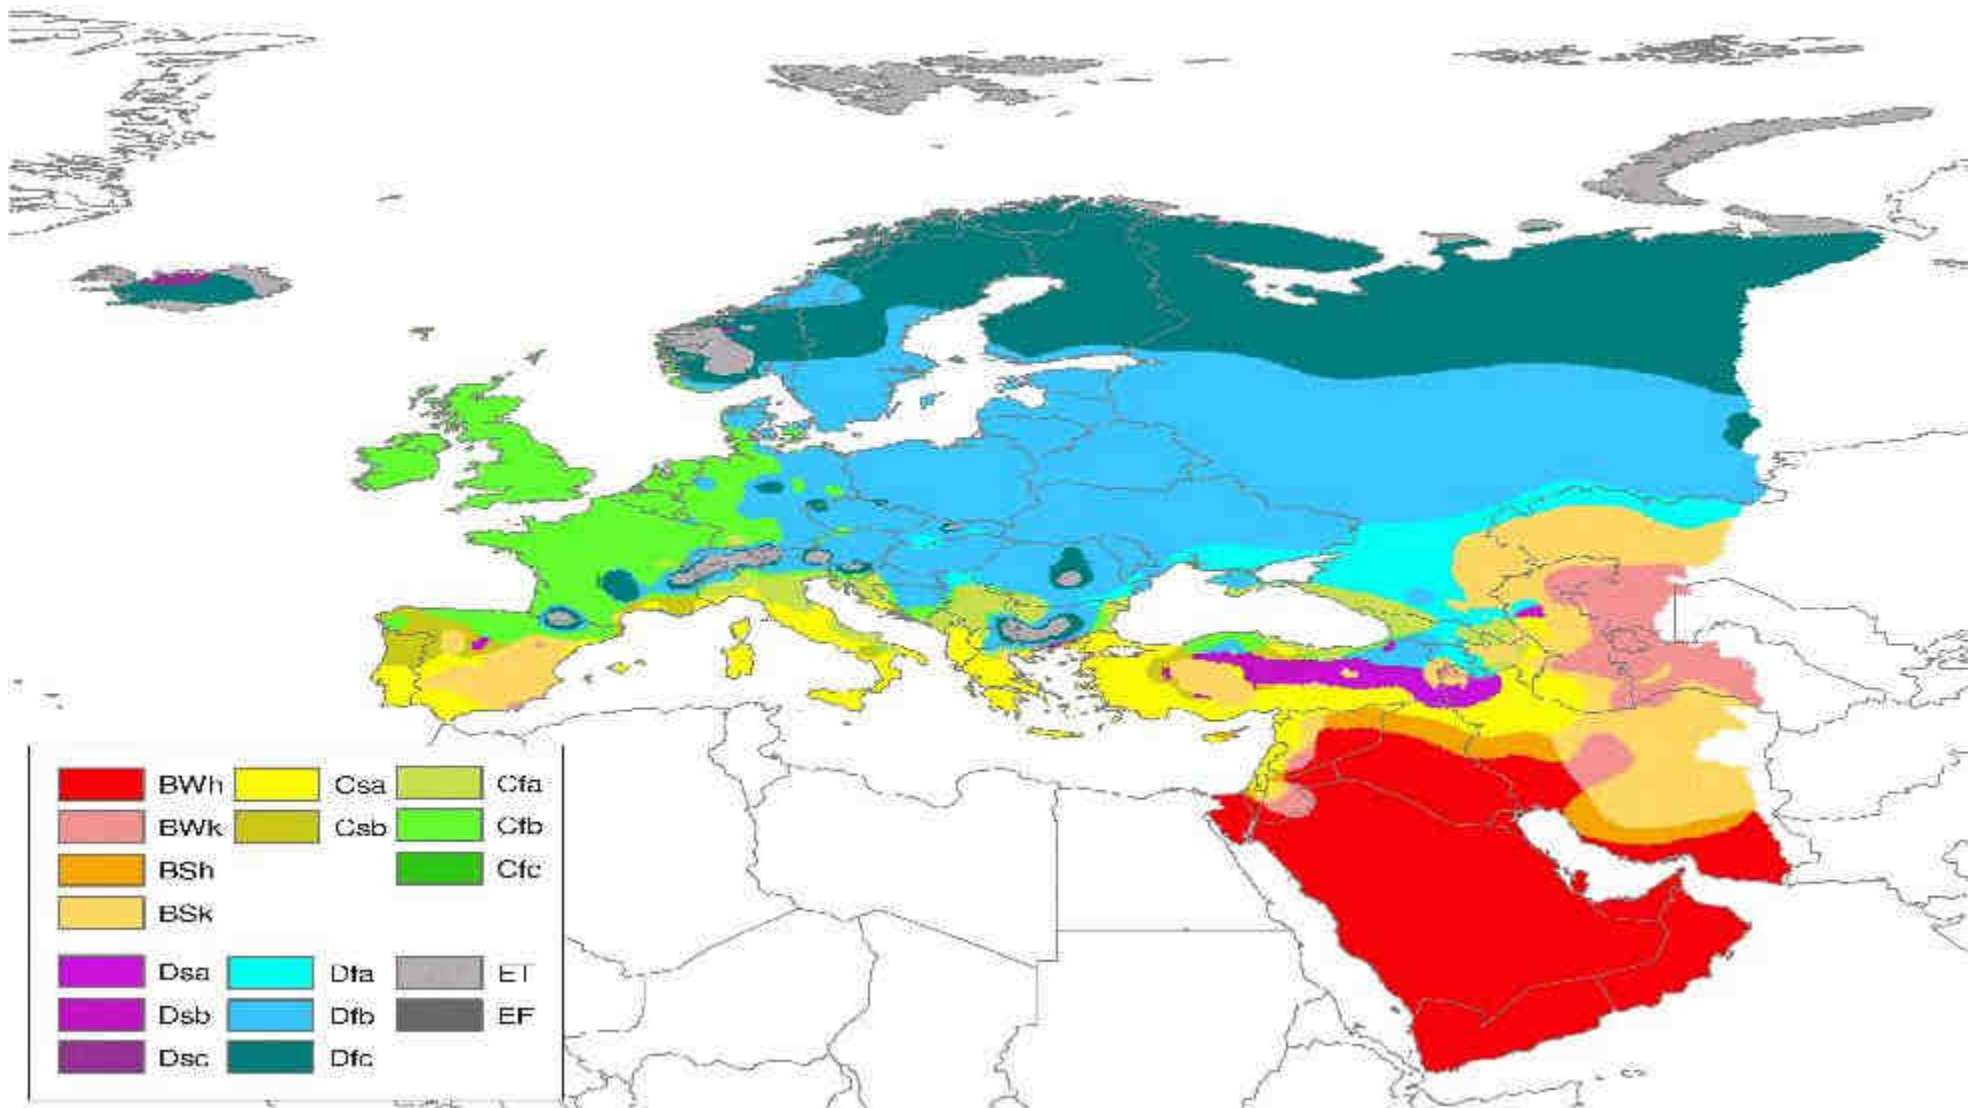 BWh Csa Cfa
BWk Csb Cfb
BSh Cfc
BSk
Dsa Dfa ET
Dsb Dfb EF
Dsc Dfc